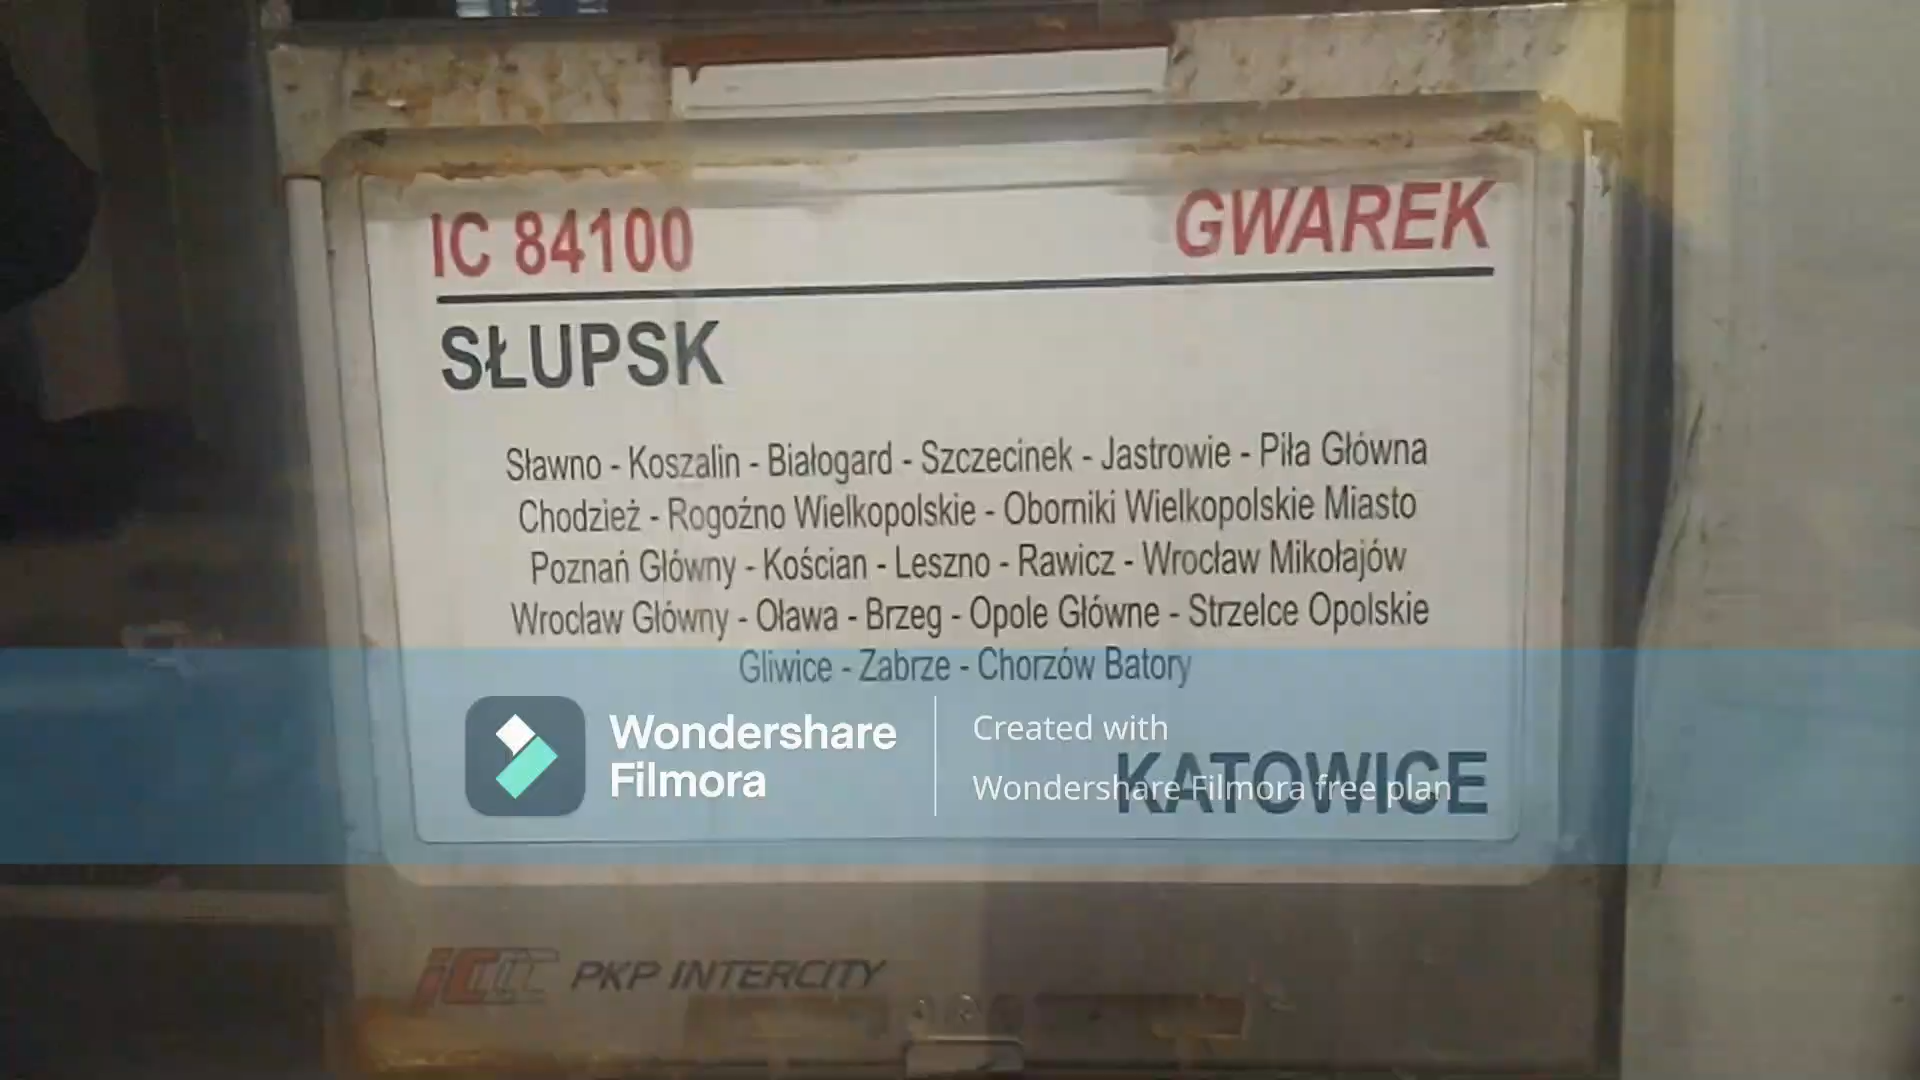 IC 84100 GWAREK
SŁUPSK
Sławno - Koszalin - Białogard - Szczecinek - Jastrowie - Piła Główna
Chodzież - Rogoźno Wielkopolskie - Oborniki Wielkopolskie Miasto
Poznań Główny - Kościan - Leszno - Rawicz - Wrocław Mikołajów
Wrocław Główny - Oława - Brzeg - Opole Główne - Strzelce Opolskie
Gliwice - Zabrze - Chorzów Batory
KATOWICE
Wondershare
Filmora
Created with
Wondershare Filmora free plan
IC PKP INTERCITY